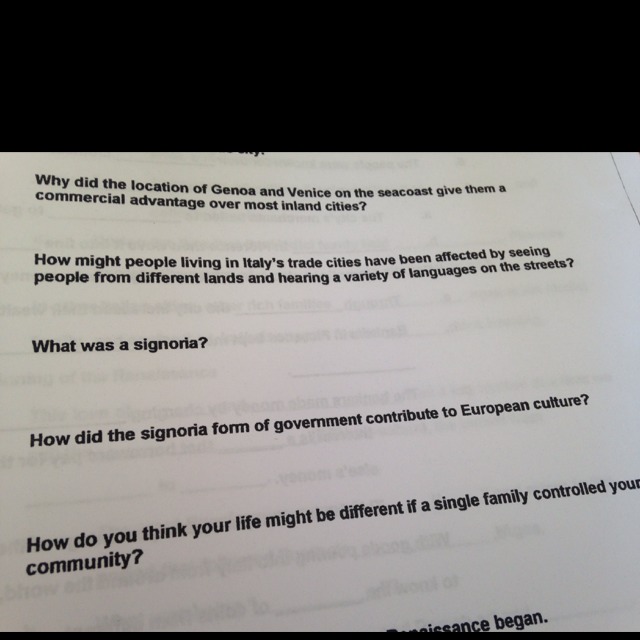 Why did the location of Genoa and Venice on the seacoast give them a
commercial advantage over most inland cities?
How might people living in Italy's trade cities have been affected by seeing
people from different lands and hearing a variety of languages on the streets?
What was a signoria?
How did the signoria form of government contribute to European culture?
How do you think your life might be different if a single family controlled your
community?
Renaissance began.